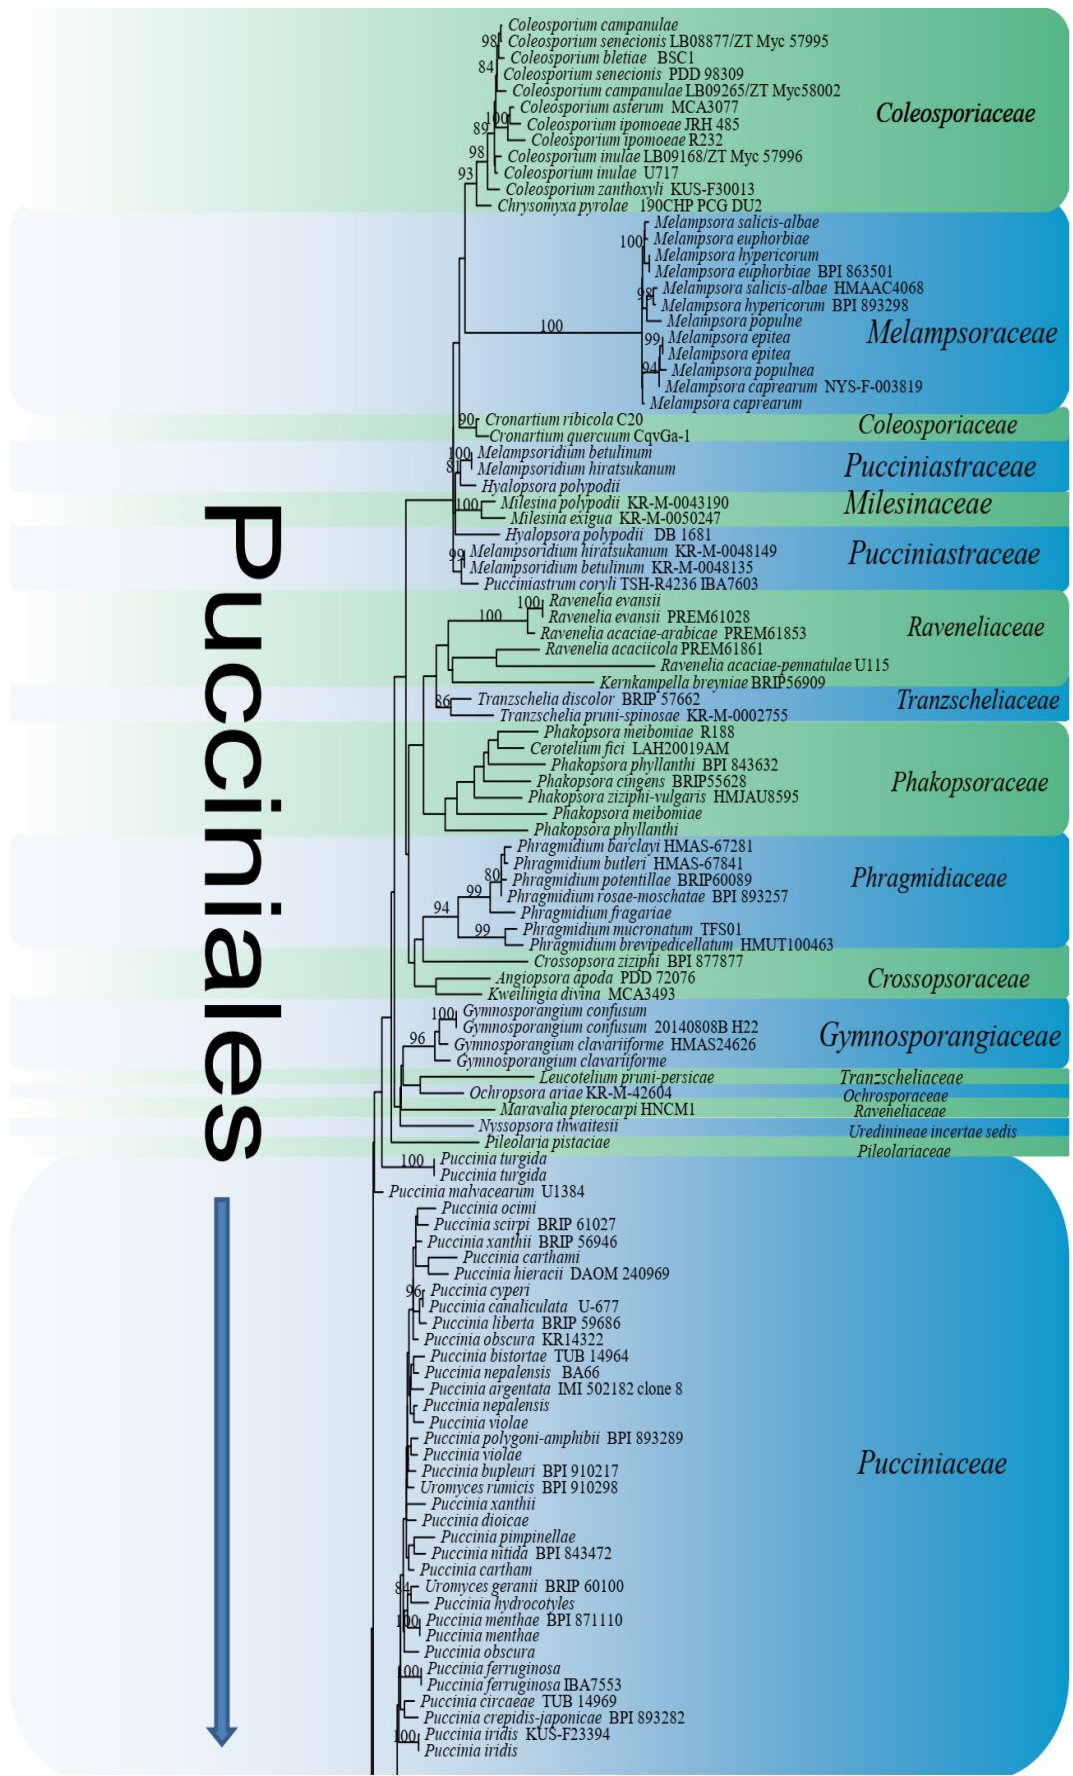 Coleosporium campanulae
98
Coleosporium senecionis LB08877/ZT Myc 57995
Coleosporium bletiae BSC1
84
Coleosporium senecionis PDD 98309
Coleosporium campanulae LB09265/ZT Myc58002
Coleosporium asterum MCA3077
Coleosporiaceae
100
Coleosporium ipomoeae JRH 485
89
Coleosporium ipomoeae R232
98
Coleosporium inulae LB09168/ZT Myc 57996
93
Coleosporium inulae U717
Coleosporium zanthoxyli KUS-F30013
Chrysomyxa pyrolae 190CHP PCG DU2
Melampsora salicis-albae
100
Melampsora euphorbiae
Melampsora hypericorum
Melampsora euphorbiae BPI 863501
Melampsora salicis-albae HMAAC4068
98
Melampsora hypericorum BPI 893298
Melampsora populne
100
Melampsoraceae
99
Melampsora epitea
Melampsora epitea
94
Melampsora populnea
Melampsora caprearum NYS-F-003819
Melampsora caprearum
90
Cronartium ribicola C20
Coleosporiaceae
Cronartium quercuum CqvGa-1
100
Melampsoridium betulinum
81
Melampsoridium hiratsukanum
Pucciniastraceae
Hyalopsora polypodii
100
Milesina polypodii KR-M-0043190
Milesinaceae
Milesina exigua KR-M-0050247
Hyalopsora polypodii DB 1681
99
Melampsoridium hiratsukanum KR-M-0048149
Pucciniastraceae
Melampsoridium betulinum KR-M-0048135
Pucciniastrum coryli TSH-R4236 IBA7603
100
Ravenelia evansii
100
Ravenelia evansii PREM61028
Raveneliaceae
Ravenelia acaciae-arabicae PREM61853
Ravenelia acaciicola PREM61861
Ravenelia acaciae-pennatulae U115
Kernkampella breyniae BRIP56909
86
Tranzschelia discolor BRIP 57662
Tranzscheliaceae
Tranzschelia pruni-spinosae KR-M-0002755
Phakopsora meibomiae R188
Cerotelium fici LAH20019AM
Phakopsora phyllanthi BPI 843632
Phakopsora cingens BRIP55628
Phakopsoraceae
Phakopsora ziziphi-vulgaris HMJAU8595
Phakopsora meibomiae
Phakopsora phyllanthi
Pucciniales
Phragmidium barclayi HMAS-67281
Phragmidium butleri HMAS-67841
80
Phragmidium potentillae BRIP60089
Phragmidiaceae
99
Phragmidium rosae-moschatae BPI 893257
94
Phragmidium fragariae
99
Phragmidium mucronatum TFS01
Phragmidium brevipedicellatum HMUT100463
Crossopsora ziziphi BPI 877877
Angiopsora apoda PDD 72076
Crossopsoraceae
Kweilingia divina MCA3493
100
Gymnosporangium confusum
Gymnosporangium confusum 20140808B H22
96
Gymnosporangium clavariiforme HMAS24626
Gymnosporangiaceae
Gymnosporangium clavariiforme
Leucotelium pruni-persicae
Tranzscheliaceae
Ochropsora ariae KR-M-42604
Ochrosporaceae
Maravalia pterocarpi HNCM1
Raveneliaceae
Nyssopsora thwaitesii
Uredinineae incertae sedis
Pileolaria pistaciae
Pileolariaceae
100
Puccinia turgida
Puccinia turgida
Puccinia malvacearum U1384
Puccinia ocimi
Puccinia scirpi BRIP 61027
Puccinia xanthii BRIP 56946
Puccinia carthami
Puccinia hieracii DAOM 240969
96
Puccinia cyperi
Puccinia canaliculata U-677
Puccinia liberta BRIP 59686
Puccinia obscura KR14322
Puccinia bistortae TUB 14964
Puccinia nepalensis BA66
Puccinia argentata IMI 502182 clone 8
Puccinia nepalensis
Puccinia violae
Puccinia polygoni-amphibii BPI 893289
Puccinia violae
Pucciniaceae
Puccinia bupleuri BPI 910217
Uromyces rumicis BPI 910298
Puccinia xanthii
Puccinia dioicae
Puccinia pimpinellae
Puccinia nitida BPI 843472
Puccinia cartham
84
Uromyces geranii BRIP 60100
Puccinia hydrocotyles
100
Puccinia menthae BPI 871110
Puccinia menthae
Puccinia obscura
100
Puccinia ferruginosa
Puccinia ferruginosa IBA7553
Puccinia circaeae TUB 14969
Puccinia crepidis-japonicae BPI 893282
100
Puccinia iridis KUS-F23394
Puccinia iridis